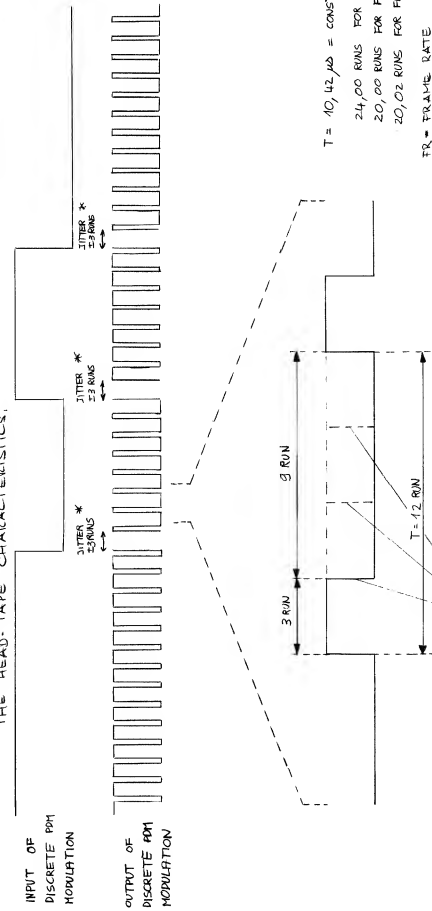 THE HEAD-TAPE CHARACTERISTICS.
INPUT OF
DISCRETE PDM
MODULATION
JITTER *
±3 RUNS
JITTER *
±3 RUNS
JITTER *
±3 RUNS
OUTPUT OF
DISCRETE PDM
MODULATION
3 RUN
9 RUN
T = 12 RUN
T = 10,42 µs = CONS
24,00 RUNS FOR
20,00 RUNS FOR F
20,02 RUNS FOR F
FR = FRAME RATE